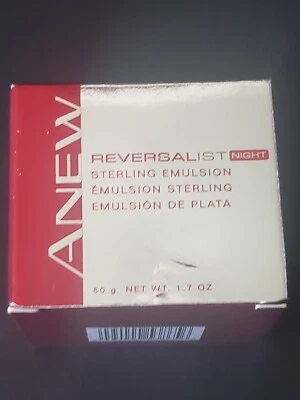 ANEW
REVERSALIST NIGHT
STERLING EMULSION
ÉMULSION STERLING
EMULSIÓN DE PLATA
50 g NET WT. 1.7 OZ